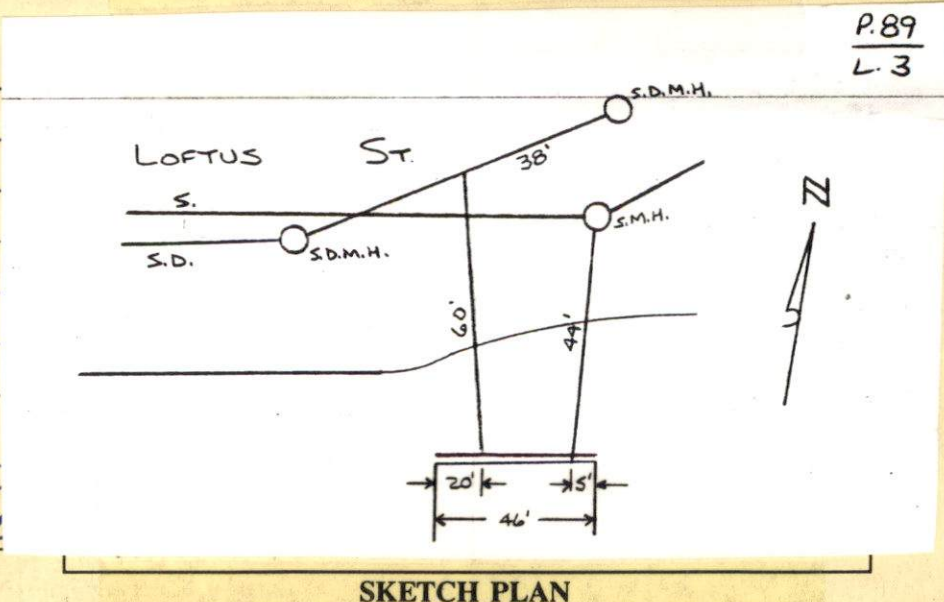 P.89
L.3
S.D.M.H.
LOFTUS ST.
38'
S.
S.M.H.
S.D.
S.D.M.H.
60'
44'
N
20'
5'
46'
SKETCH PLAN